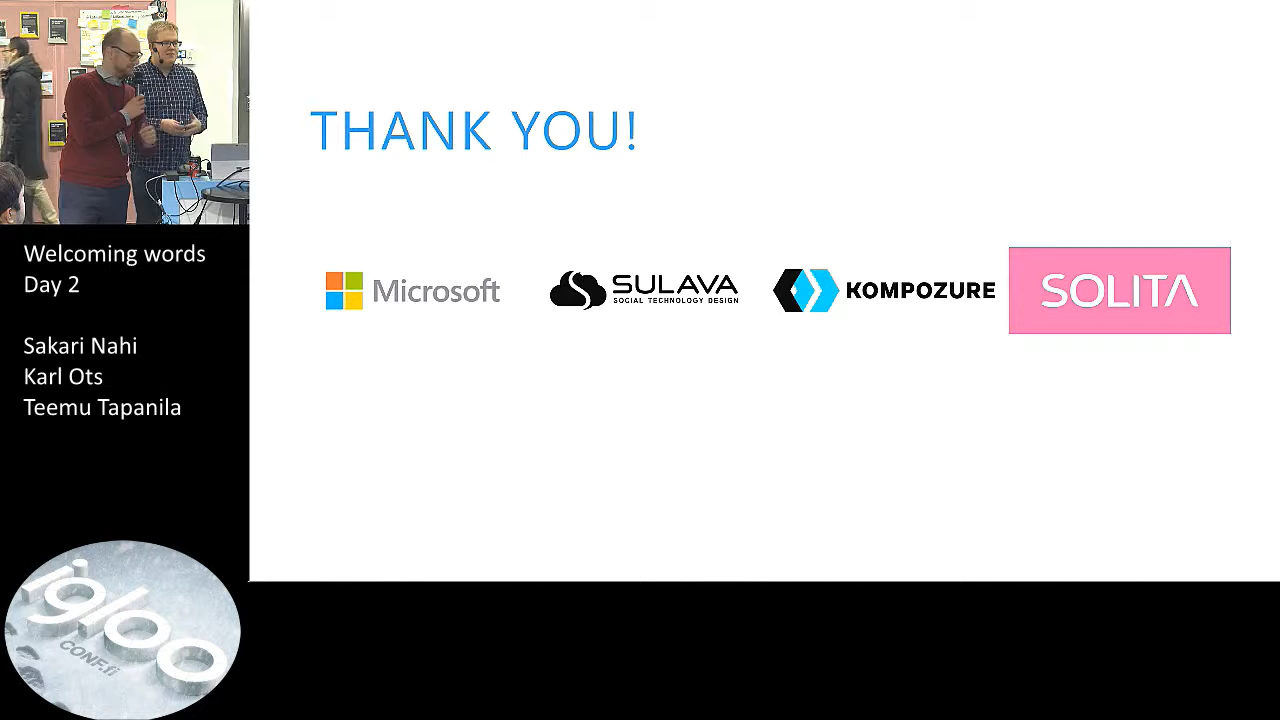 THANK YOU!
Microsoft
SULAVA
SOCIAL TECHNOLOGY DESIGN
KOMPOZURE
SOLITA
Welcoming words
Day 2
Sakari Nahi
Karl Ots
Teemu Tapanila
igloo
CONF.fi